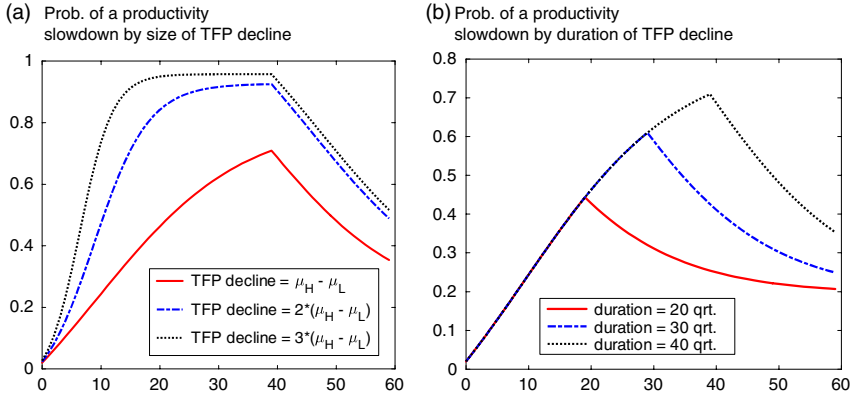 (a) Prob. of a productivity
slowdown by size of TFP decline
1
0.8
0.6
0.4
0.2
0
0 10 20 30 40 50 60
TFP decline = μH - μL
TFP decline = 2*(μH - μL)
TFP decline = 3*(μH - μL)
(b) Prob. of a productivity
slowdown by duration of TFP decline
0.8
0.7
0.6
0.5
0.4
0.3
0.2
0.1
0
0 10 20 30 40 50 60
duration = 20 qrt.
duration = 30 qrt.
duration = 40 qrt.